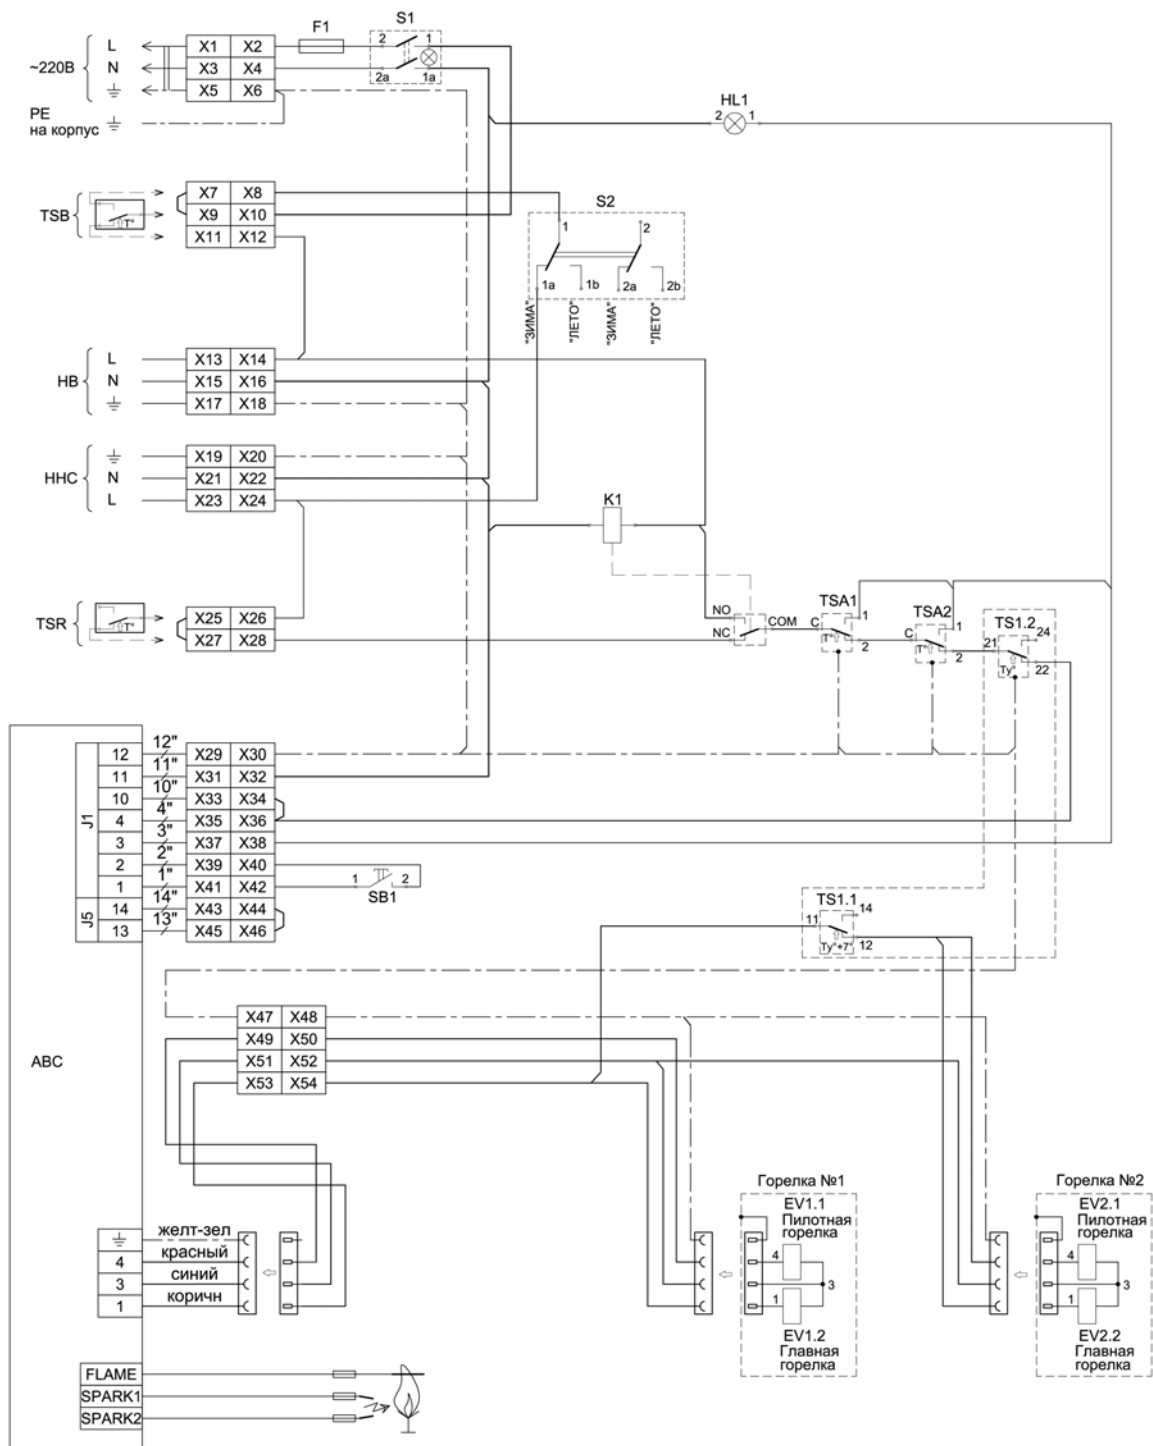 F1
S1
L X1 X2 2 1
~220В N X3 X4 2a 1a
X5 X6
PE
на корпус
HL1
2 1
TSB
T°
X7 X8
X9 X10
X11 X12
S2
1 2
1a 1b 2a 2b
"ЗИМА" "ЛЕТО" "ЗИМА" "ЛЕТО"
НВ
L X13 X14
N X15 X16
X17 X18
ННС
X19 X20
N X21 X22
L X23 X24
K1
TSR
T°
X25 X26
X27 X28
NO
NC
COM
TSA1
C 1
T° 2
TSA2
C 1
T° 2
TS1.2
21 24
Ty° 22
J1
12 12" X29 X30
11 11" X31 X32
10 10" X33 X34
4 4" X35 X36
3 3" X37 X38
2 2" X39 X40
1 1" X41 X42
J5
14 14" X43 X44
13 13" X45 X46
1 2
SB1
TS1.1
11 14
Ty°+7° 12
X47 X48
X49 X50
X51 X52
X53 X54
АВС
желт-зел
4 красный
3 синий
1 коричн
Горелка №1
EV1.1
Пилотная
горелка
4
3
1
EV1.2
Главная
горелка
Горелка №2
EV2.1
Пилотная
горелка
4
3
1
EV2.2
Главная
горелка
FLAME
SPARK1
SPARK2